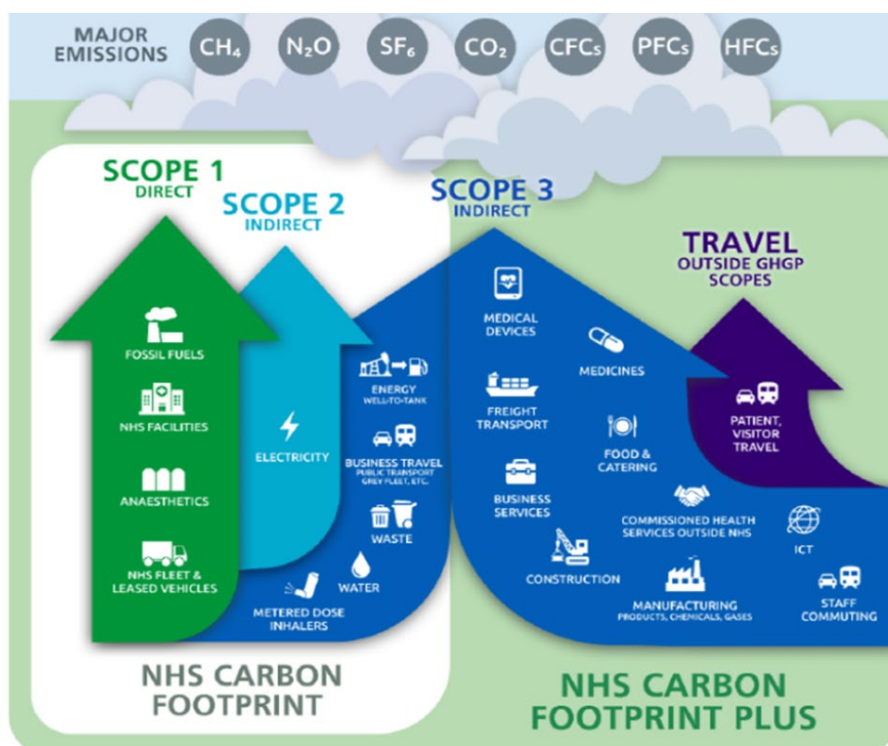 MAJOR
EMISSIONS
CH₄
N₂O
SF₆
CO₂
CFCs
PFCs
HFCs
SCOPE 1
DIRECT
SCOPE 2
INDIRECT
SCOPE 3
INDIRECT
TRAVEL
OUTSIDE GHGP
SCOPES
FOSSIL FUELS
NHS FACILITIES
ANAESTHETICS
NHS FLEET &
LEASED VEHICLES
ELECTRICITY
ENERGY
WELL-TO-TANK
BUSINESS TRAVEL
PUBLIC TRANSPORT
GREY FLEET, ETC.
WASTE
WATER
METERED DOSE
INHALERS
MEDICAL
DEVICES
FREIGHT
TRANSPORT
BUSINESS
SERVICES
CONSTRUCTION
MEDICINES
FOOD &
CATERING
COMMISSIONED HEALTH
SERVICES OUTSIDE NHS
MANUFACTURING
PRODUCTS, CHEMICALS, GASES
PATIENT,
VISITOR
TRAVEL
ICT
STAFF
COMMUTING
NHS CARBON
FOOTPRINT
NHS CARBON
FOOTPRINT PLUS